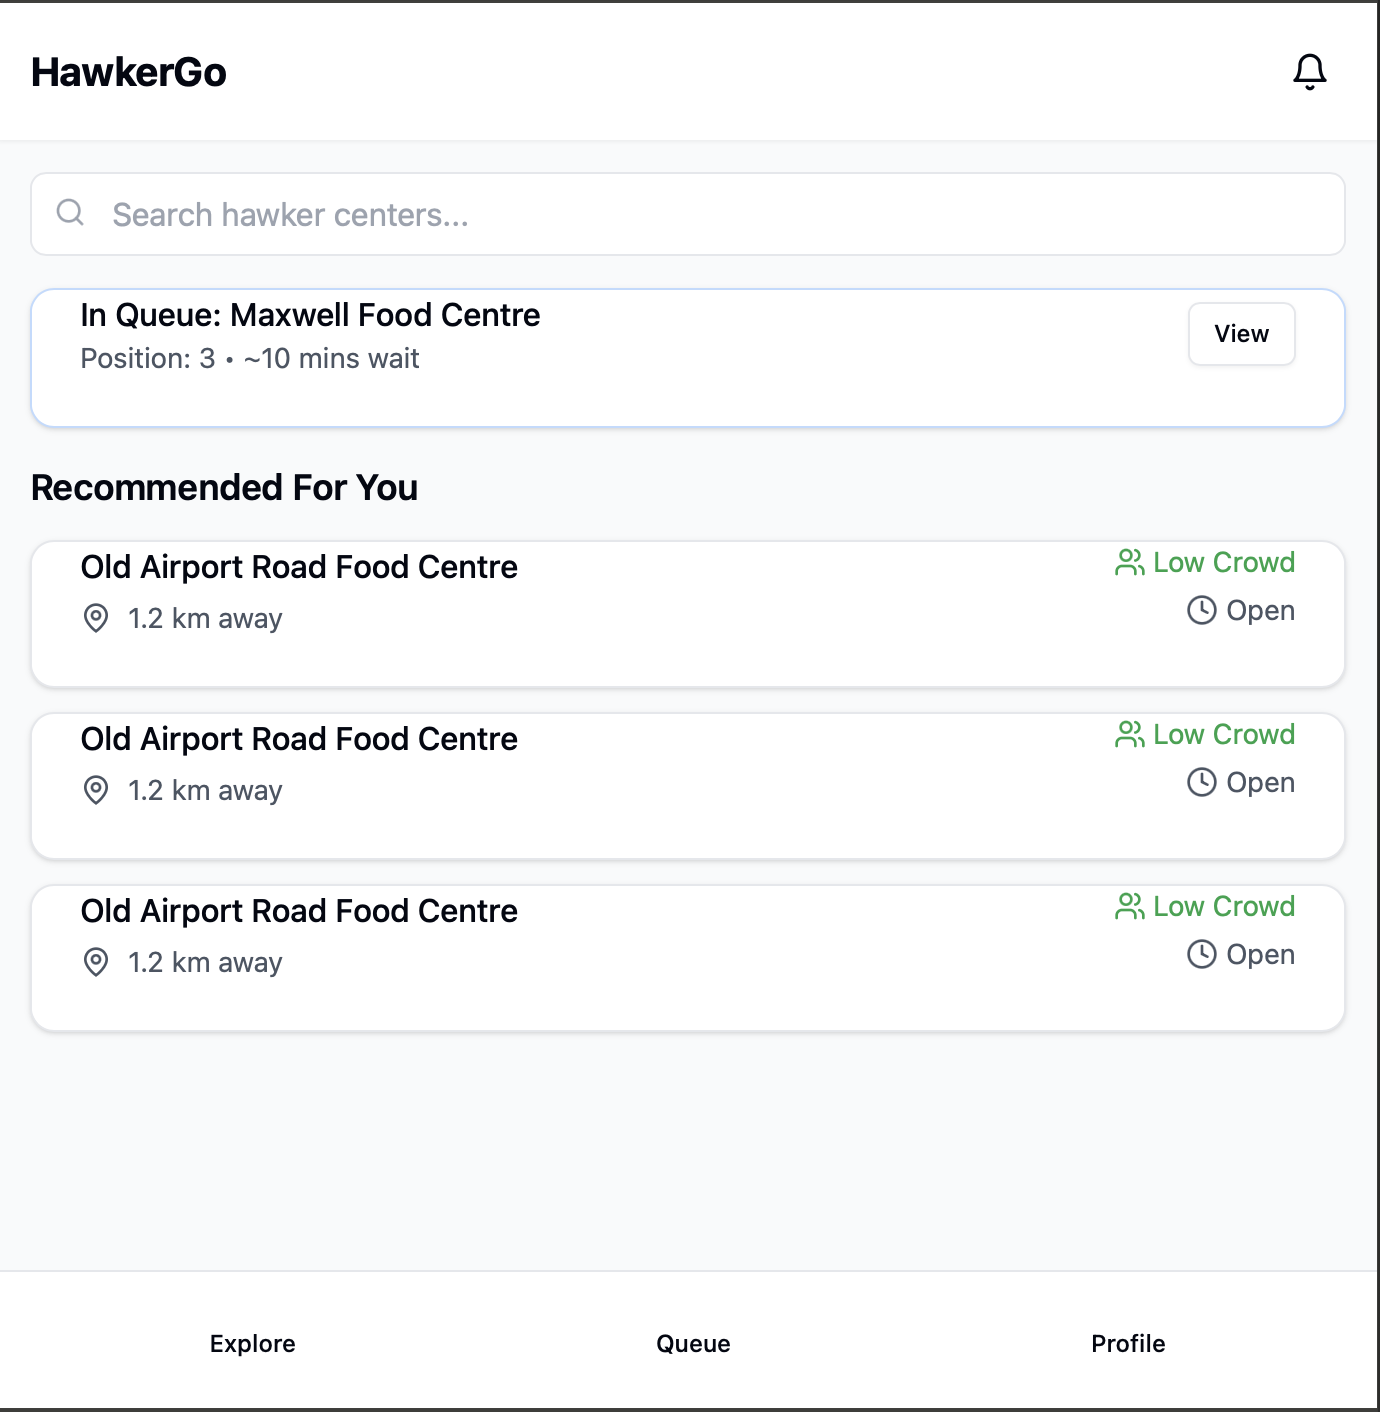 HawkerGo
Search hawker centers...
In Queue: Maxwell Food Centre
Position: 3 • ~10 mins wait
View
Recommended For You
Old Airport Road Food Centre
1.2 km away
Low Crowd
Open
Old Airport Road Food Centre
1.2 km away
Low Crowd
Open
Old Airport Road Food Centre
1.2 km away
Low Crowd
Open
Explore
Queue
Profile